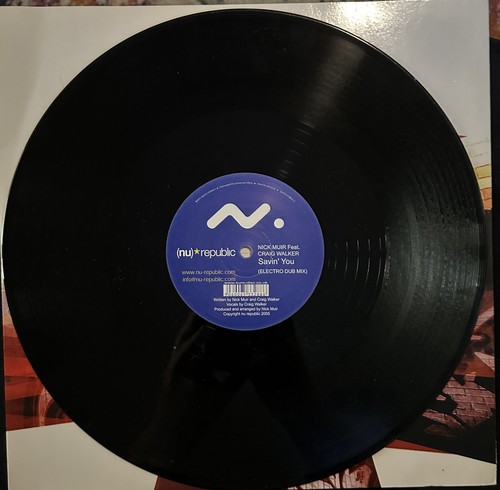 (nu)*republic
www.nu-republic.com
info@nu-republic.com
NICK MUIR Feat.
CRAIG WALKER
Savin' You
(ELECTRO DUB MIX)
Written by Nick Muir and Craig Walker
Vocals by Craig Walker
Produced and arranged by Nick Muir
Copyright nu republic 2005